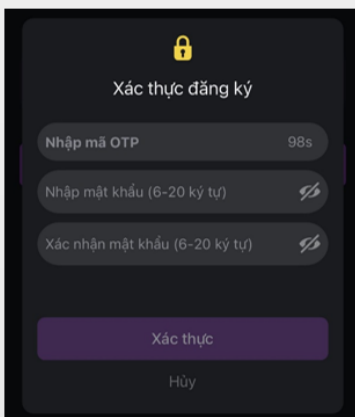 Xác thực đăng ký
Nhập mã OTP 98s
Nhập mật khẩu (6-20 ký tự)
Xác nhận mật khẩu (6-20 ký tự)
Xác thực
Hủy